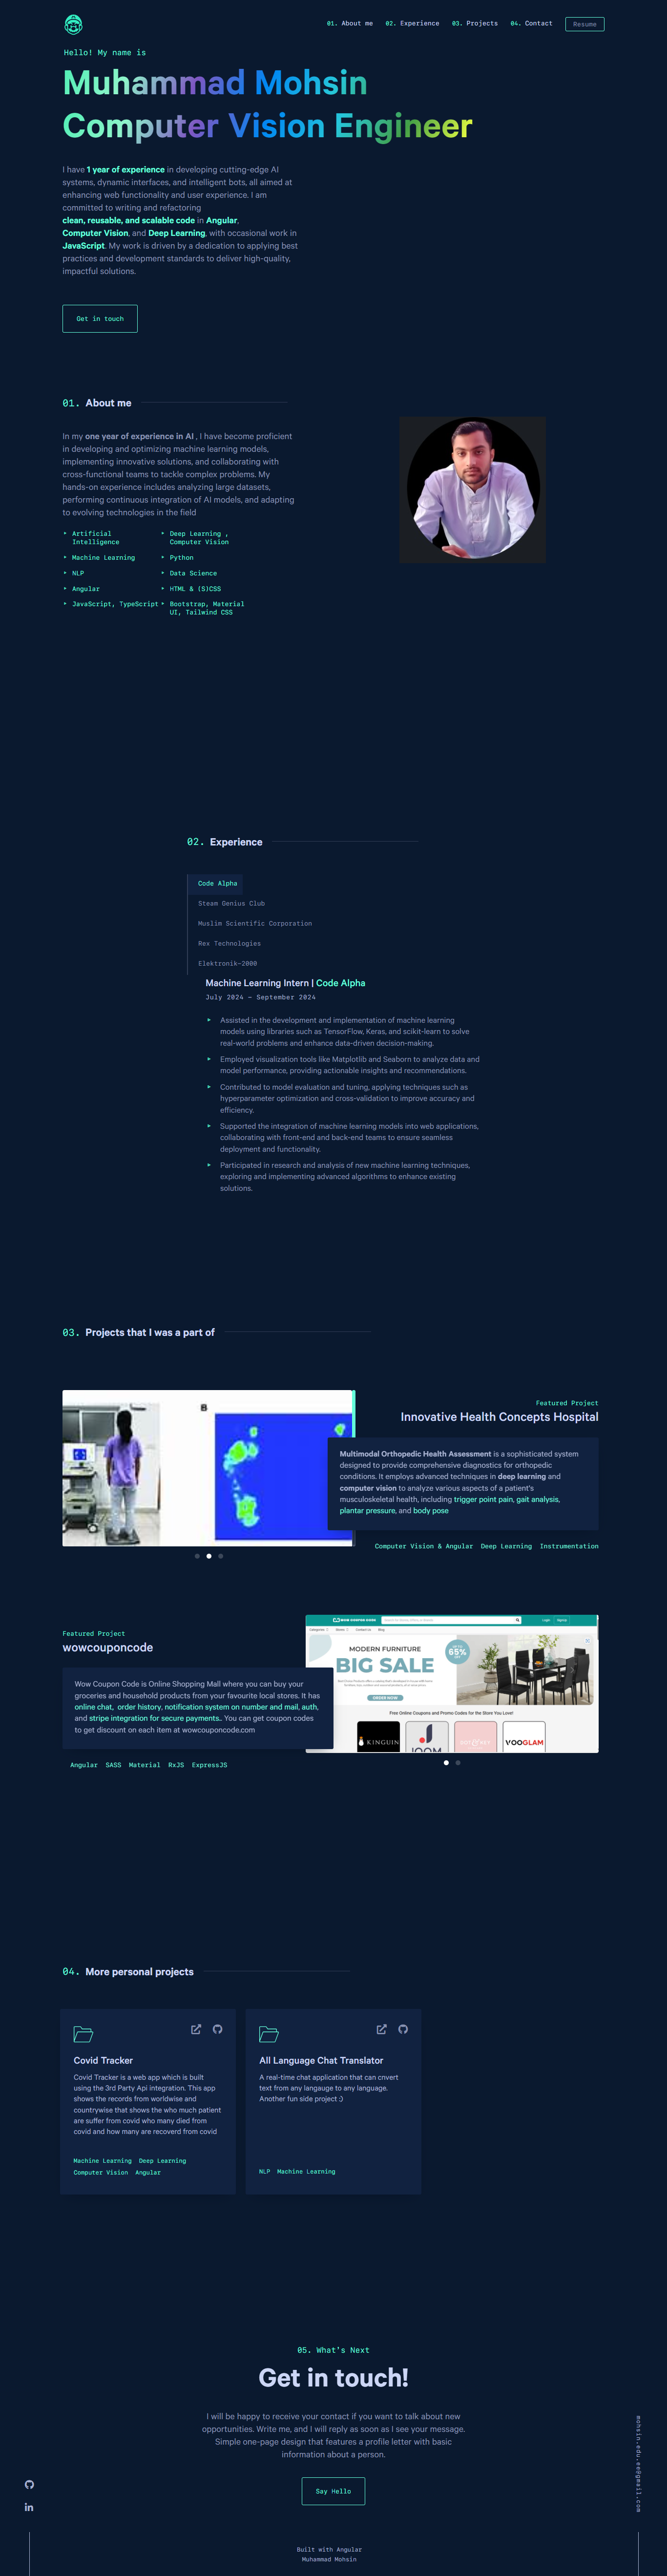 01. About me 02. Experience 03. Projects 04. Contact Resume
Hello! My name is
Muhammad Mohsin
Computer Vision Engineer
I have 1 year of experience in developing cutting-edge AI
systems, dynamic interfaces, and intelligent bots, all aimed at
enhancing web functionality and user experience. I am
committed to writing and refactoring
clean, reusable, and scalable code in Angular,
Computer Vision, and Deep Learning, with occasional work in
JavaScript. My work is driven by a dedication to applying best
practices and development standards to deliver high-quality,
impactful solutions.
Get in touch
01. About me
In my one year of experience in AI , I have become proficient
in developing and optimizing machine learning models,
implementing innovative solutions, and collaborating with
cross-functional teams to tackle complex problems. My
hands-on experience includes analyzing large datasets,
performing continuous integration of AI models, and adapting
to evolving technologies in the field
Artificial
Intelligence
Deep Learning ,
Computer Vision
Machine Learning
Python
NLP
Data Science
Angular
HTML & (S)CSS
JavaScript, TypeScript
Bootstrap, Material
UI, Tailwind CSS
02. Experience
Code Alpha
Steam Genius Club
Muslim Scientific Corporation
Rex Technologies
Elektronik-2000
Machine Learning Intern | Code Alpha
July 2024 - September 2024
Assisted in the development and implementation of machine learning
models using libraries such as TensorFlow, Keras, and scikit-learn to solve
real-world problems and enhance data-driven decision-making.
Employed visualization tools like Matplotlib and Seaborn to analyze data and
model performance, providing actionable insights and recommendations.
Contributed to model evaluation and tuning, applying techniques such as
hyperparameter optimization and cross-validation to improve accuracy and
efficiency.
Supported the integration of machine learning models into web applications,
collaborating with front-end and back-end teams to ensure seamless
deployment and functionality.
Participated in research and analysis of new machine learning techniques,
exploring and implementing advanced algorithms to enhance existing
solutions.
03. Projects that I was a part of
Featured Project
Innovative Health Concepts Hospital
Multimodal Orthopedic Health Assessment is a sophisticated system
designed to provide comprehensive diagnostics for orthopedic
conditions. It employs advanced techniques in deep learning and
computer vision to analyze various aspects of a patient's
musculoskeletal health, including trigger point pain, gait analysis,
plantar pressure, and body pose
Computer Vision & Angular Deep Learning Instrumentation
Featured Project
wowcouponcode
Wow Coupon Code is Online Shopping Mall where you can buy your
groceries and household products from your favourite local stores. It has
online chat, order history, notification system on number and mail, auth,
and stripe integration for secure payments.. You can get coupon codes
to get discount on each item at wowcouponcode.com
Angular SASS Material RxJS ExpressJS
MODERN FURNITURE
BIG SALE
65%
ORDER NOW
Free Online Coupons and Promo Codes for the Store You Love!
KINGUIN
VOOGLAM
04. More personal projects
Covid Tracker
Covid Tracker is a web app which is built
using the 3rd Party Api integration. This app
shows the records from worldwise and
countrywise that shows the who much patient
are suffer from covid who many died from
covid and how many are recoverd from covid
Machine Learning Deep Learning
Computer Vision Angular
All Language Chat Translator
A real-time chat application that can cnvert
text from any langauge to any language.
Another fun side project :)
NLP Machine Learning
05. What's Next
Get in touch!
I will be happy to receive your contact if you want to talk about new
opportunities. Write me, and I will reply as soon as I see your message.
Simple one-page design that features a profile letter with basic
information about a person.
Say Hello
mohsin.edu.ee@gmail.com
Built with Angular
Muhammad Mohsin